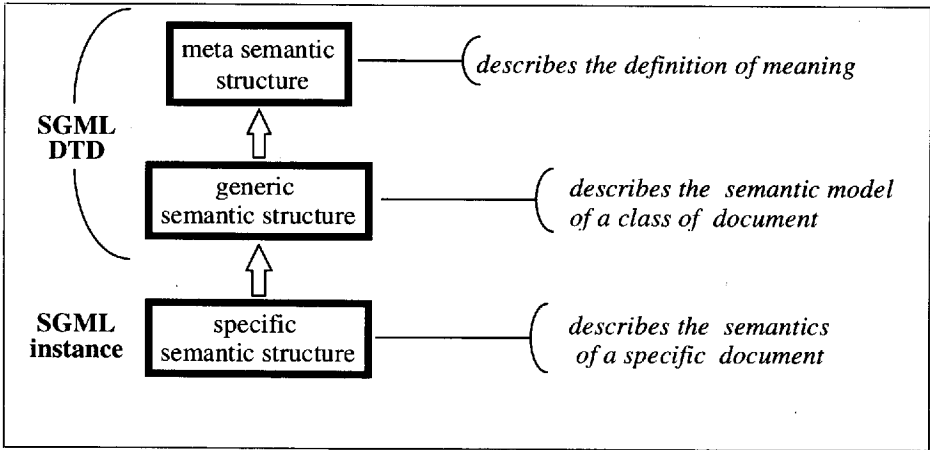 meta semantic
structure
describes the definition of meaning
SGML
DTD
generic
semantic structure
describes the semantic model
of a class of document
SGML
instance
specific
semantic structure
describes the semantics
of a specific document